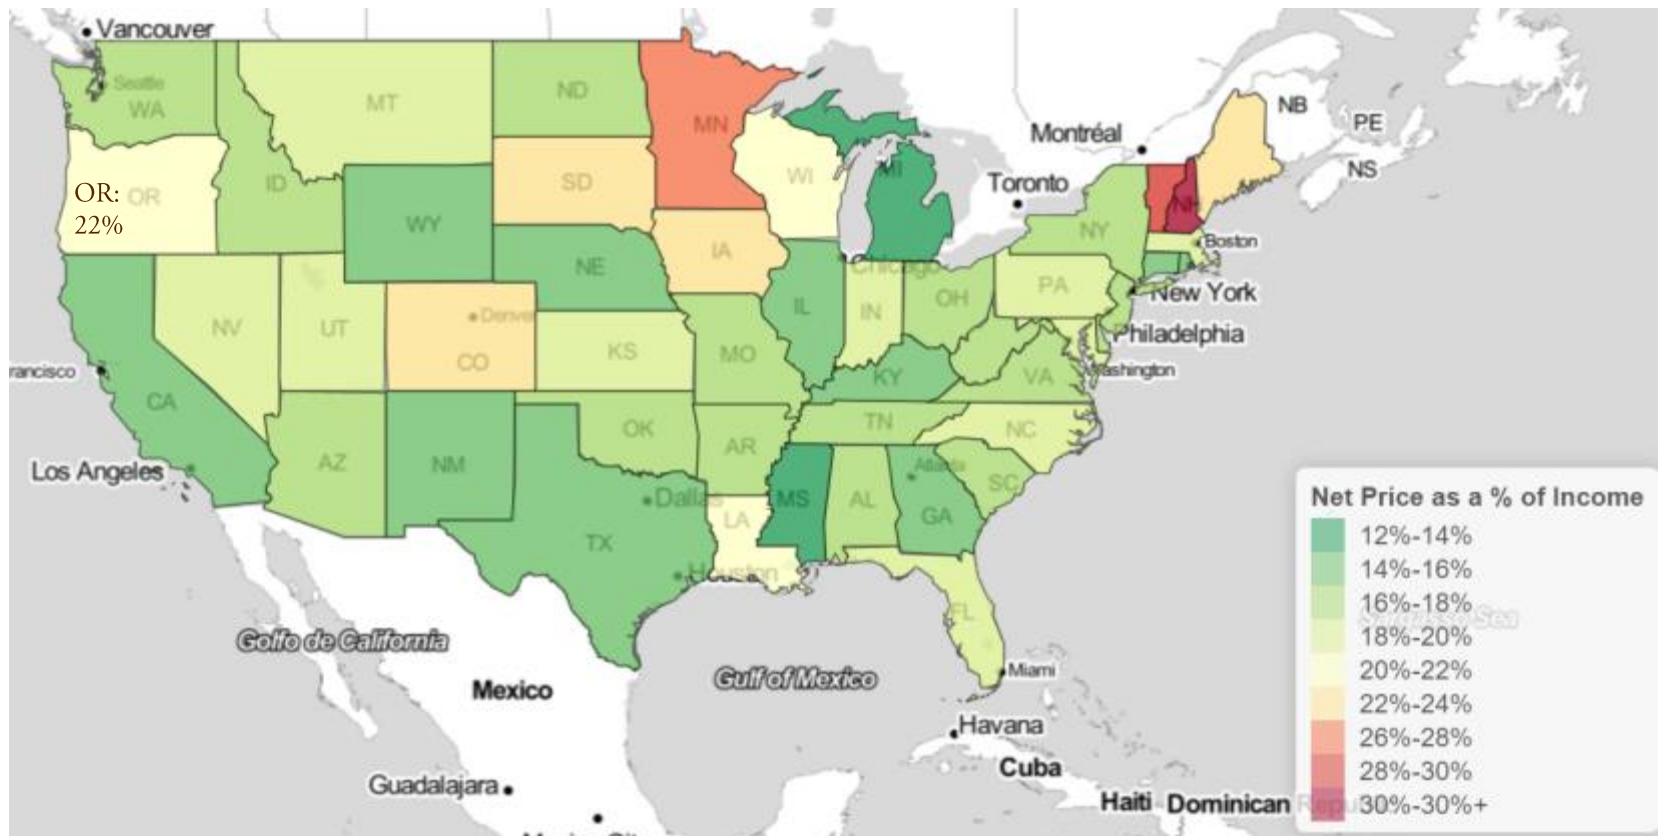 Vancouver
Seattle
WA
MT
ND
MN
OR:
22%
OR
ID
WY
SD
WI
MI
Montréal
Toronto
NB
PE
NS
NH
NY
Boston
IA
NE
Chicago
NV
UT
Denver
CO
KS
MO
IL
IN
OH
PA
New York
Philadelphia
Washington
rancisco
CA
KY
VA
TN
NC
Los Angeles
AZ
NM
OK
AR
Atlanta
SC
Dallas
MS
AL
GA
LA
TX
Houston
FL
Miami
Golfo de California
Gulf of Mexico
Mexico
Havana
Cuba
Guadalajara
Haiti
Dominican Repu
Net Price as a % of Income
12%-14%
14%-16%
16%-18%
18%-20%
20%-22%
22%-24%
26%-28%
28%-30%
30%-30%+